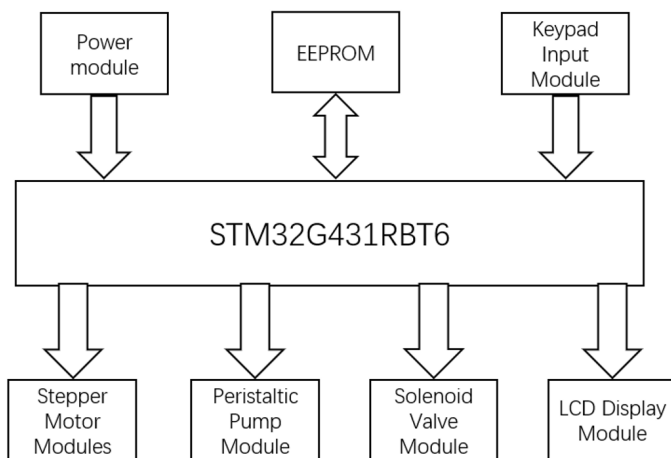 Power
module
EEPROM
Keypad
Input
Module
STM32G431RBT6
Stepper
Motor
Modules
Peristaltic
Pump
Module
Solenoid
Valve
Module
LCD Display
Module